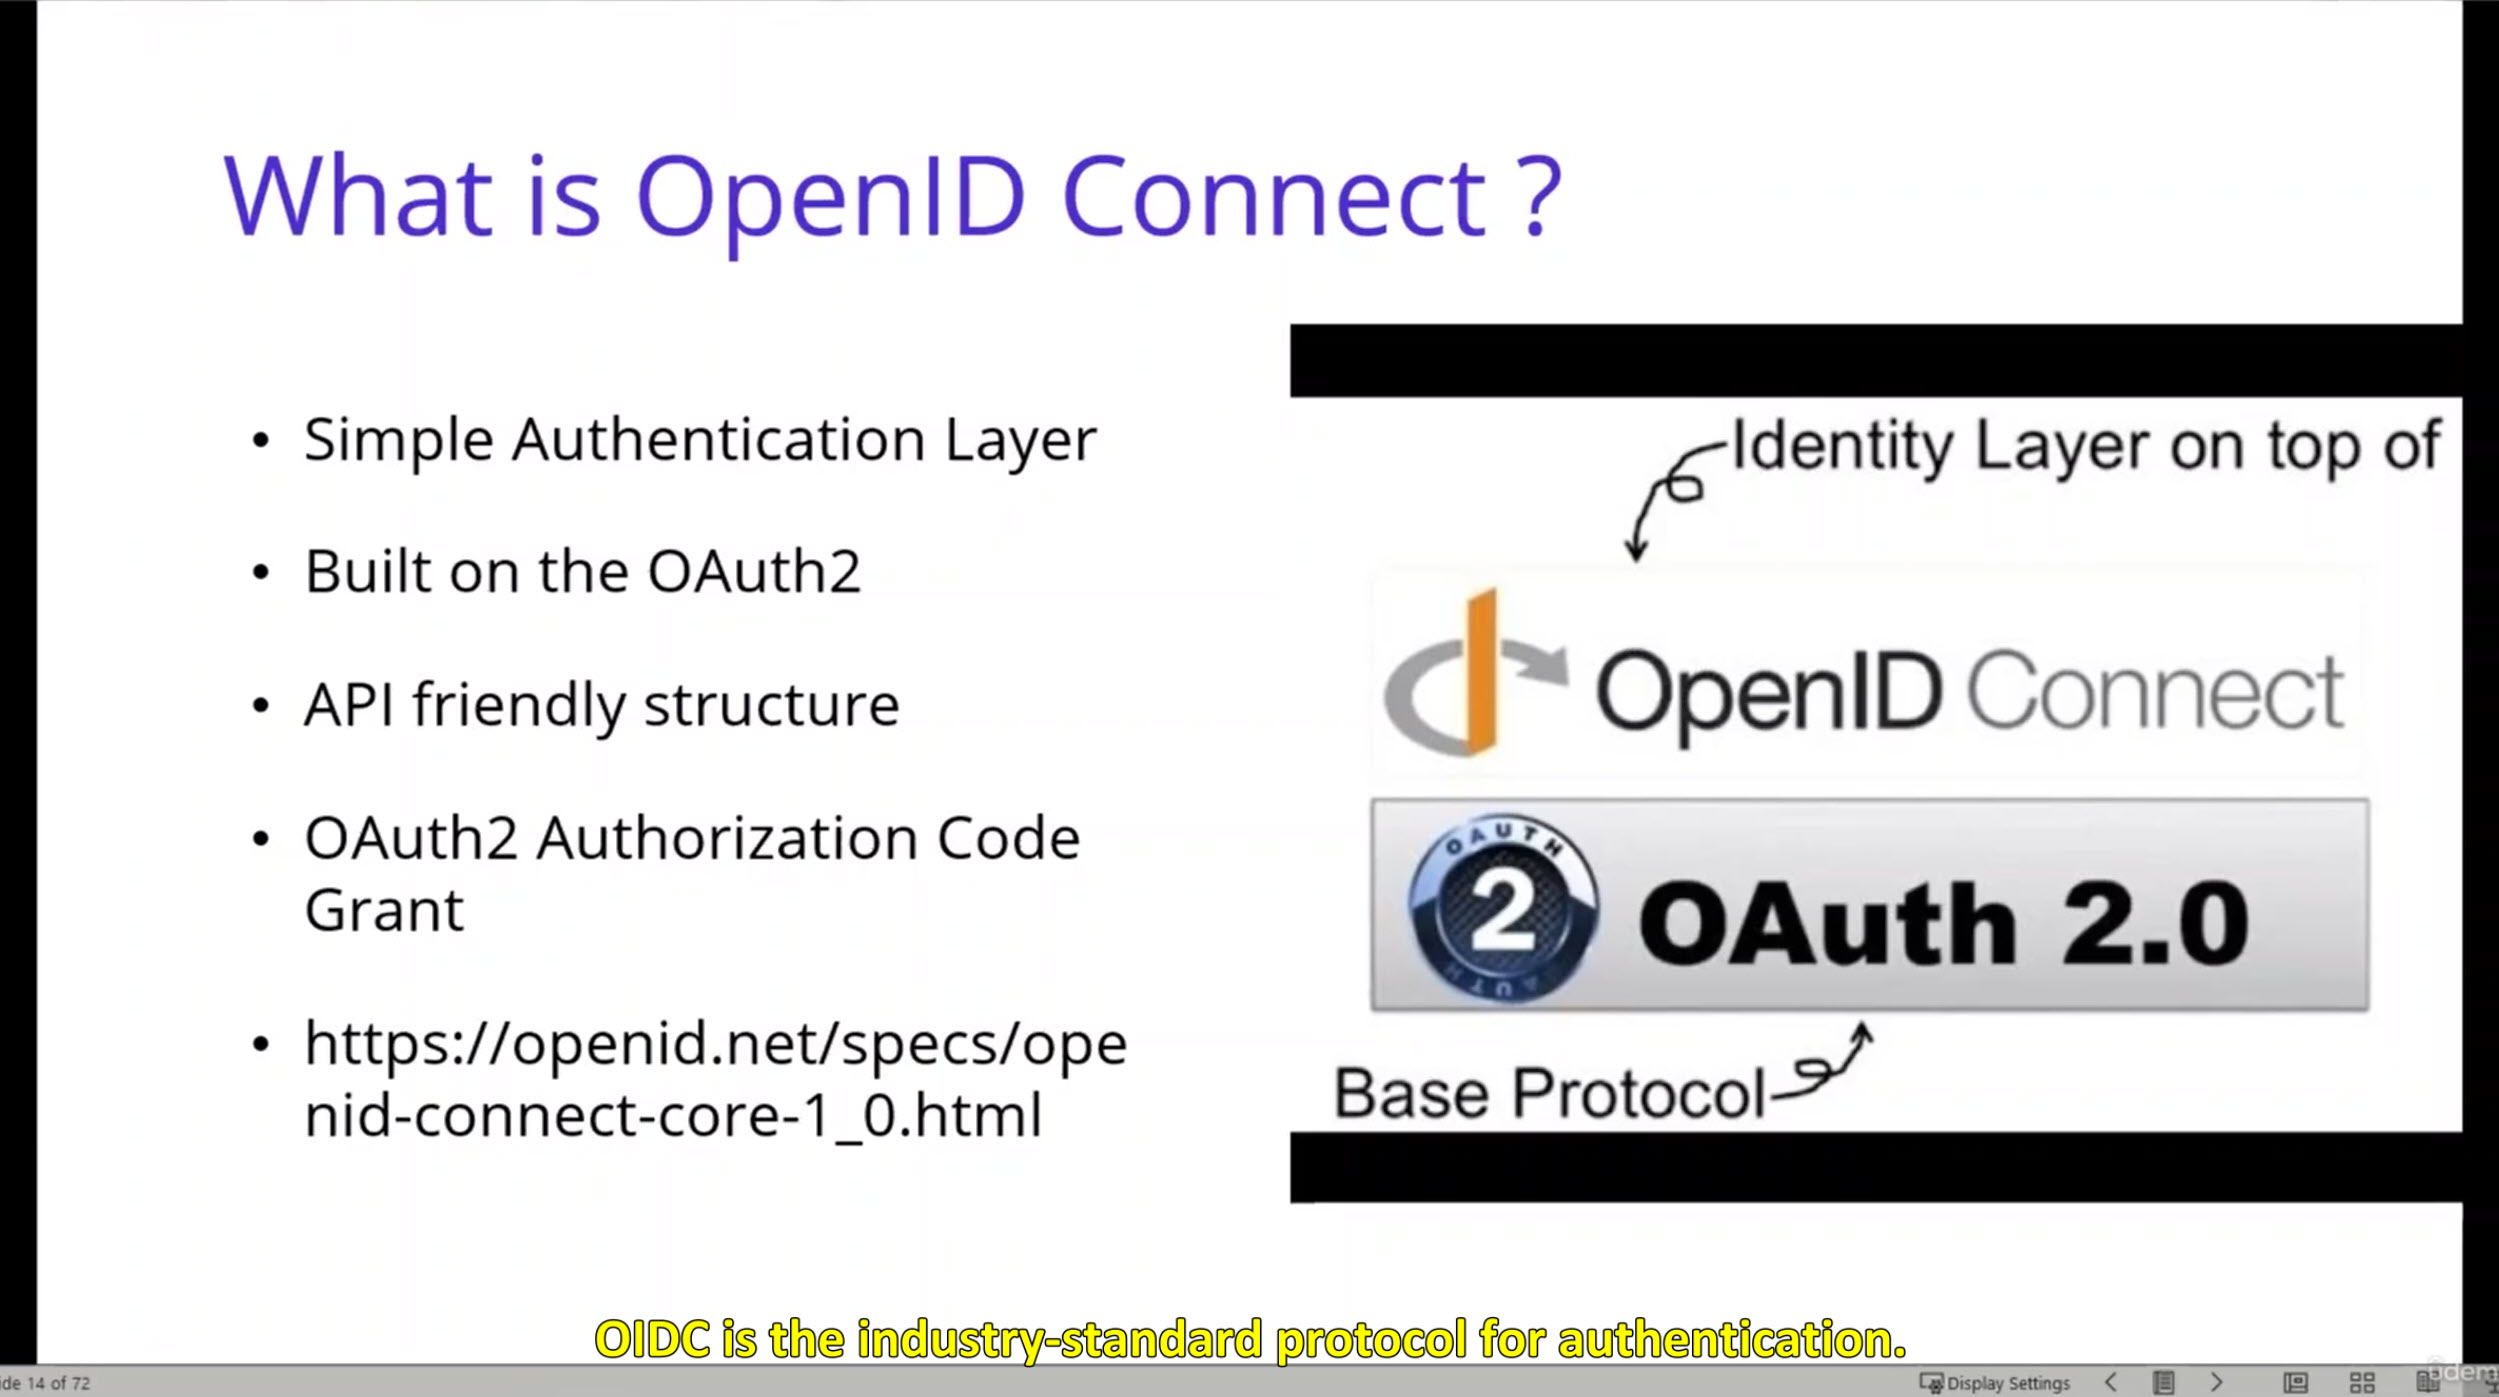 What is OpenID Connect ?
• Simple Authentication Layer
• Built on the OAuth2
• API friendly structure
• OAuth2 Authorization Code
Grant
• https://openid.net/specs/ope
nid-connect-core-1_0.html
Identity Layer on top of
OpenID Connect
OAUTH
2
OAuth 2.0
Base Protocol
OIDC is the industry-standard protocol for authentication.
ide 14 of 72
Display Settings